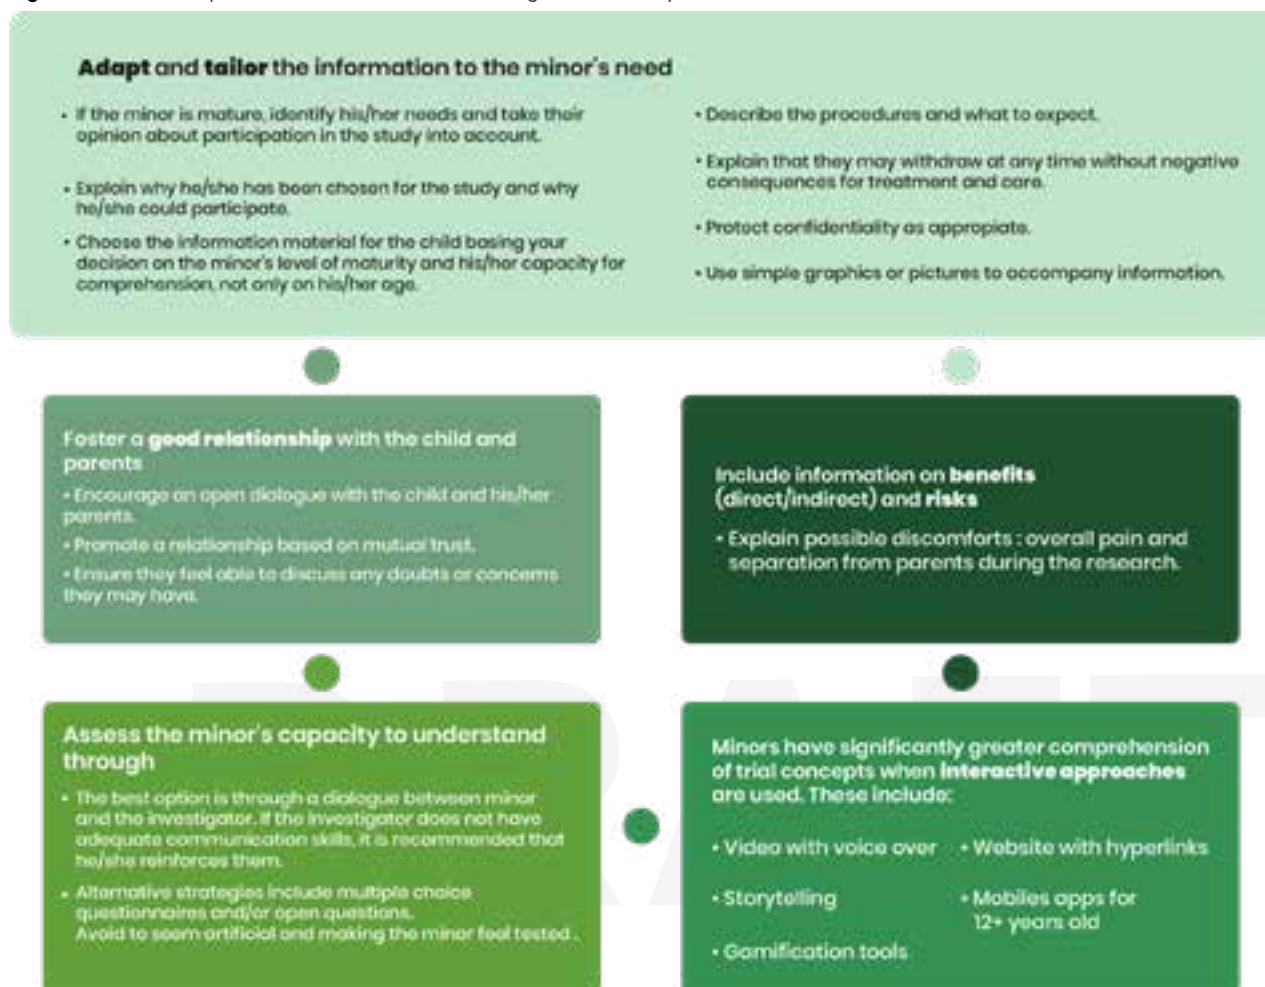 Adapt and tailor the information to the minor's need
• If the minor is mature, identify his/her needs and take their
opinion about participation in the study into account.
• Explain why he/she has been chosen for the study and why
he/she could participate.
• Choose the information material for the child basing your
decision on the minor's level of maturity and his/her capacity for
comprehension, not only on his/her age.
• Describe the procedures and what to expect.
• Explain that they may withdraw at any time without negative
consequences for treatment and care.
• Protect confidentiality as appropiate.
• Use simple graphics or pictures to accompany information.
Foster a good relationship with the child and
parents
• Encourage an open dialogue with the child and his/her
parents.
• Promote a relationship based on mutual trust.
• Ensure they feel able to discuss any doubts or concerns
they may have.
Include information on benefits
(direct/indirect) and risks
• Explain possible discomforts : overall pain and
separation from parents during the research.
Assess the minor's capacity to understand
through
• The best option is through a dialogue between minor
and the investigator. If the investigator does not have
adequate communication skills, it is recommended that
he/she reinforces them.
• Alternative strategies include multiple choice
questionnaires and/or open questions.
Avoid to seem artificial and making the minor feel tested .
Minors have significantly greater comprehension
of trial concepts when interactive approaches
are used. These include:
• Video with voice over
• Storytelling
• Gamification tools
• Website with hyperlinks
• Mobiles apps for
12+ years old